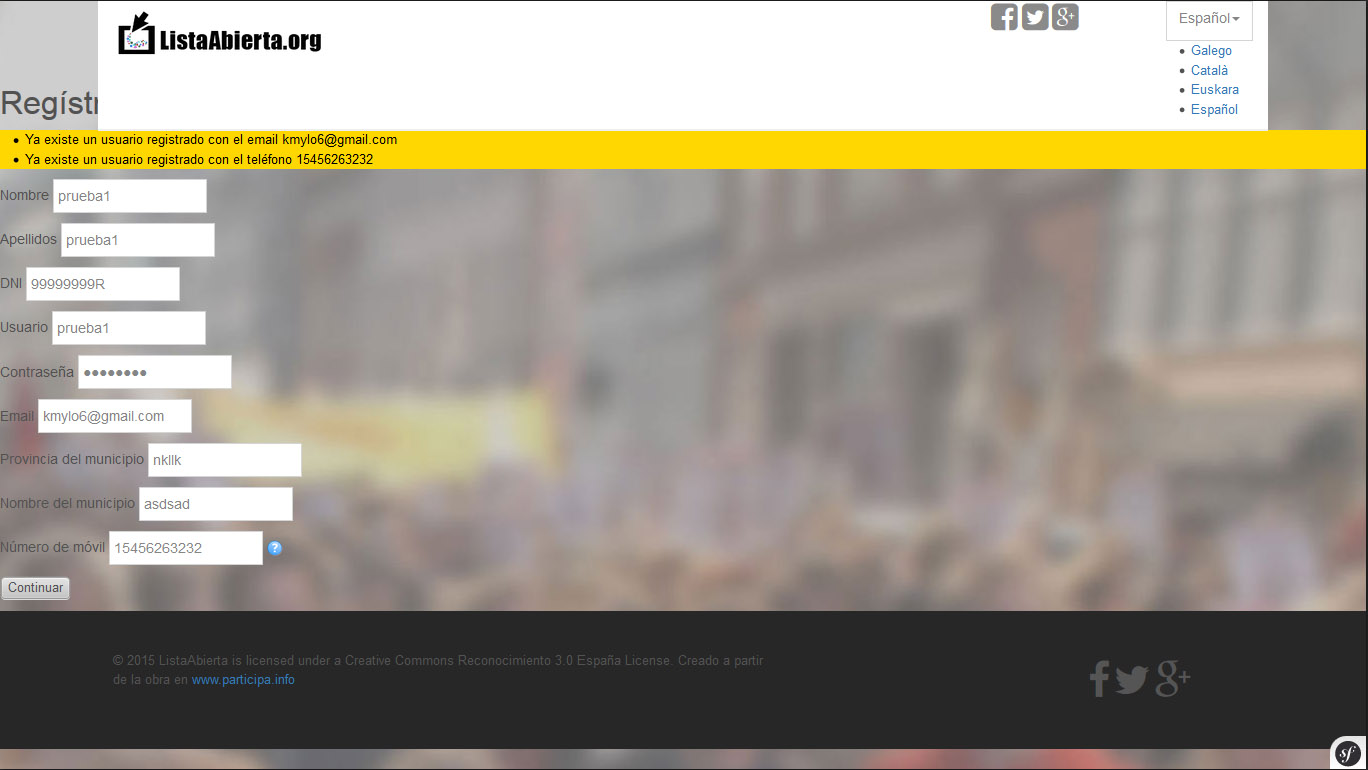 ListaAbierta.org
Español
Galego
Català
Euskara
Español
Regíst
Ya existe un usuario registrado con el email kmylo6@gmail.com
Ya existe un usuario registrado con el teléfono 15456263232
Nombre prueba1
Apellidos prueba1
DNI 99999999R
Usuario prueba1
Contraseña ●●●●●●●●
Email kmylo6@gmail.com
Provincia del municipio nkllk
Nombre del municipio asdsad
Número de móvil 15456263232 ?
Continuar
© 2015 ListaAbierta is licensed under a Creative Commons Reconocimiento 3.0 España License. Creado a partir
de la obra en www.participa.info
sf